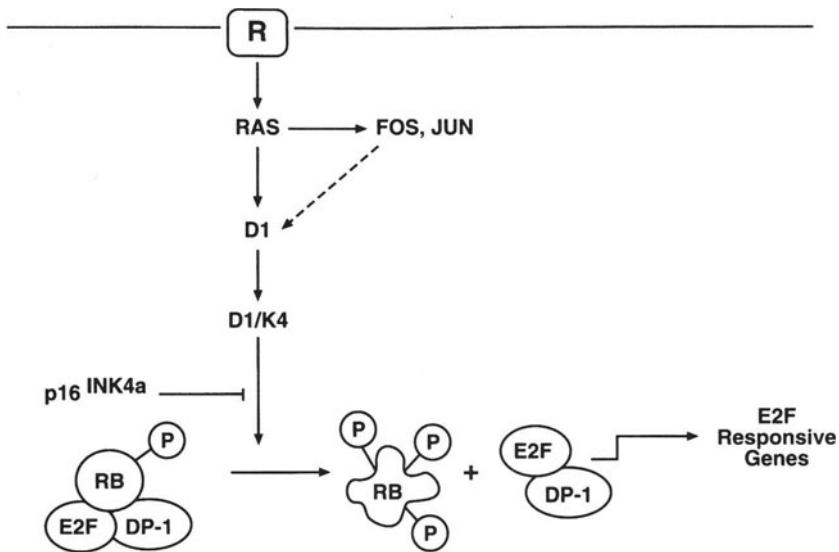 R
RAS
FOS, JUN
D1
D1/K4
p16 INK4a
P
RB
E2F
DP-1
P
P
RB
P
+
E2F
DP-1
E2F
Responsive
Genes